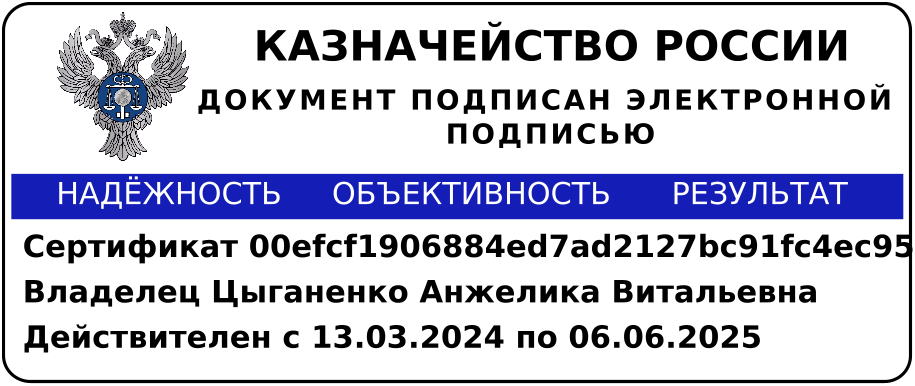 КАЗНАЧЕЙСТВО РОССИИ
ДОКУМЕНТ ПОДПИСАН ЭЛЕКТРОННОЙ
ПОДПИСЬЮ
НАДЁЖНОСТЬ ОБЪЕКТИВНОСТЬ РЕЗУЛЬТАТ
Сертификат 00efcf1906884ed7ad2127bc91fc4ec95
Владелец Цыганенко Анжелика Витальевна
Действителен с 13.03.2024 по 06.06.2025